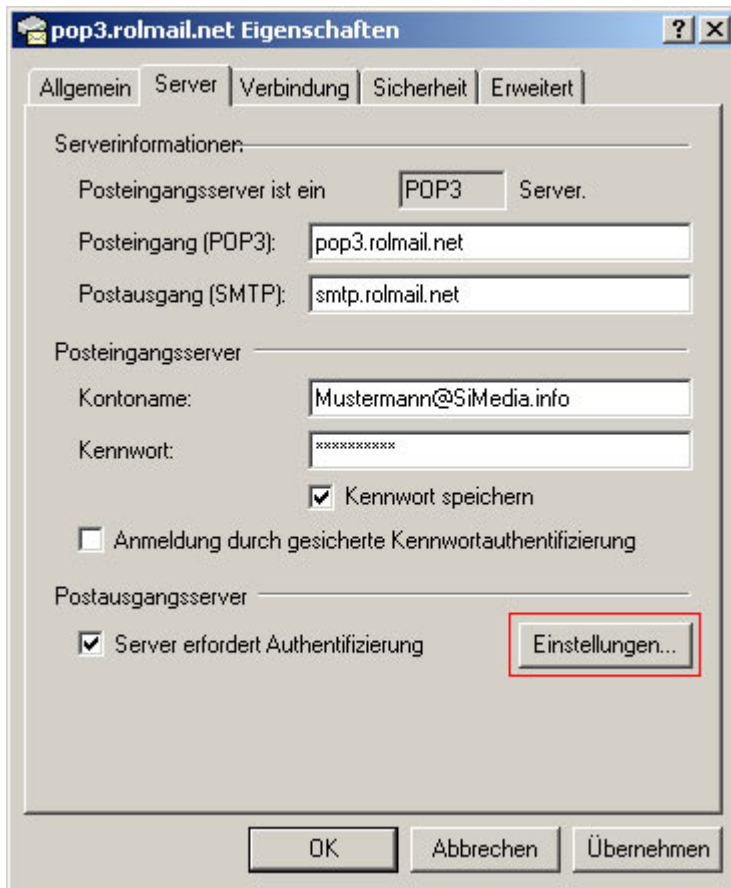 pop3.rolmail.net Eigenschaften
Allgemein Server Verbindung Sicherheit Erweitert
Serverinformationen
Posteingangsserver ist ein POP3 Server.
Posteingang (POP3): pop3.rolmail.net
Postausgang (SMTP): smtp.rolmail.net
Posteingangsserver
Kontoname: Mustermann@SiMedia.info
Kennwort: **********
Kennwort speichern
Anmeldung durch gesicherte Kennwortauthentifizierung
Postausgangsserver
Server erfordert Authentifizierung Einstellungen...
OK Abbrechen Übernehmen